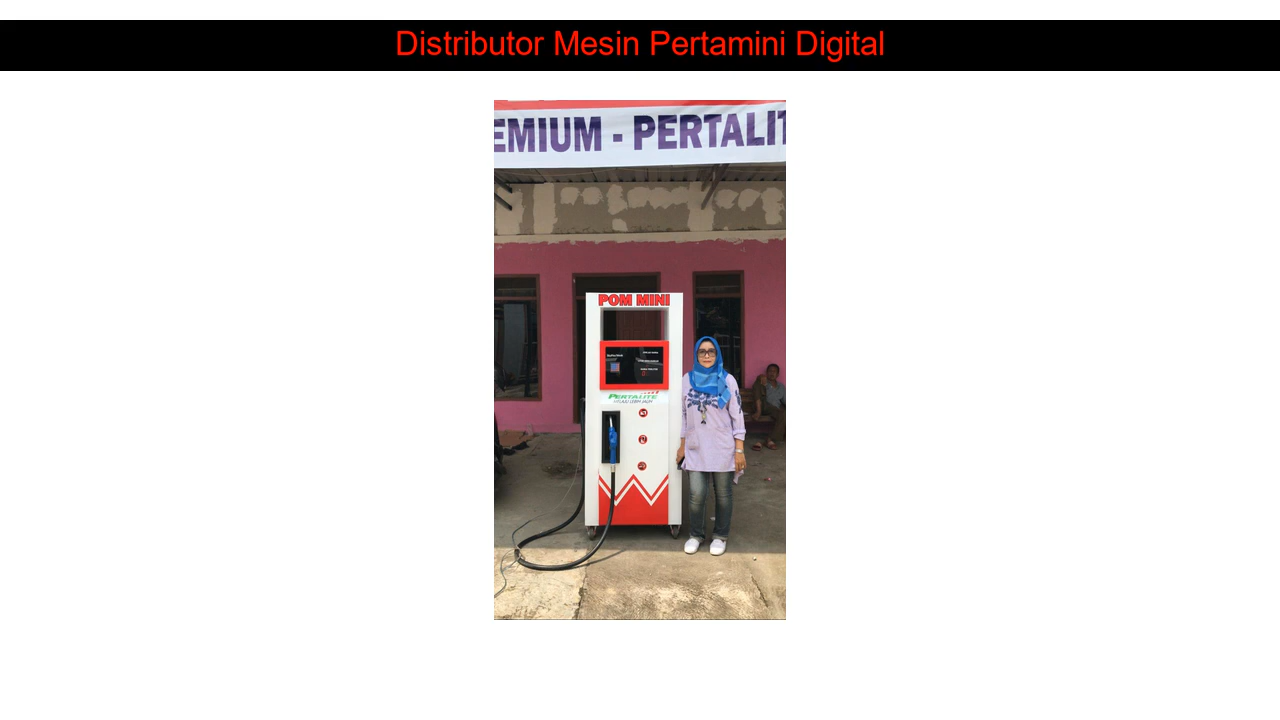 Distributor Mesin Pertamini Digital
EMIUM - PERTALIT
POM MINI
PERTALITE